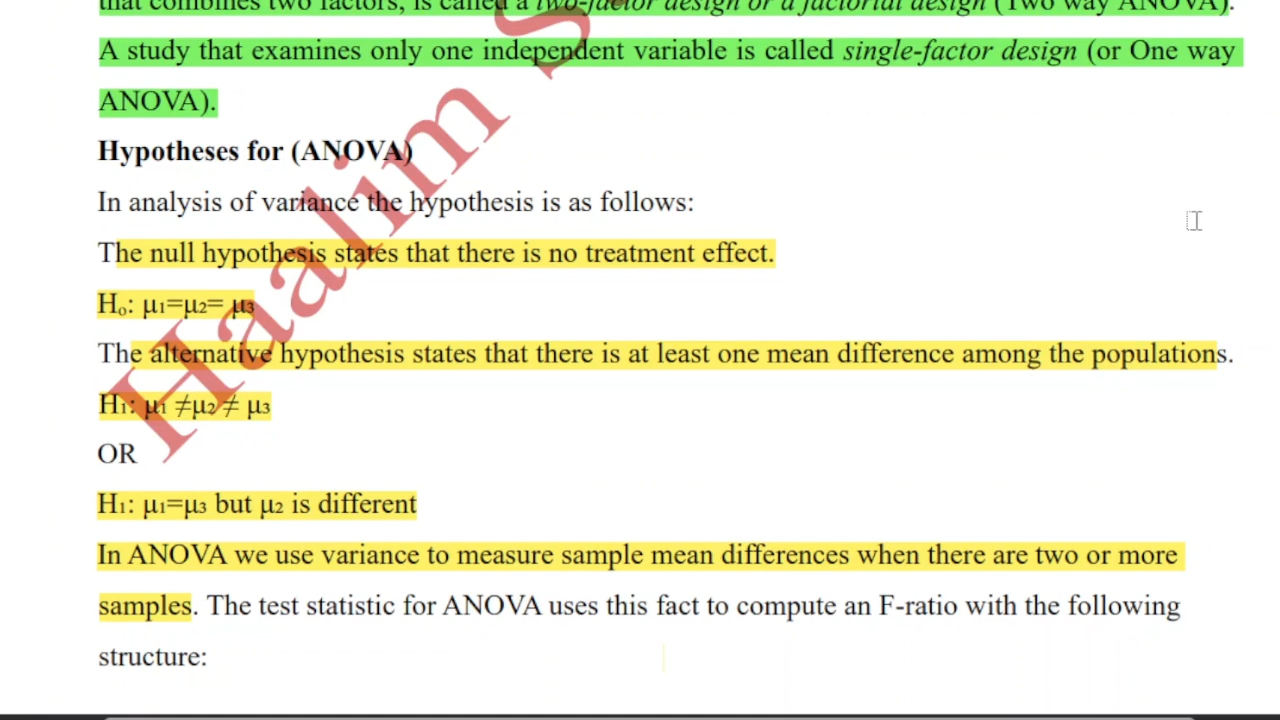 that combines two factors, is called a two-factor design or a factorial design (Two way ANOVA).
A study that examines only one independent variable is called single-factor design (or One way
ANOVA).
Hypotheses for (ANOVA)
In analysis of variance the hypothesis is as follows:
The null hypothesis states that there is no treatment effect.
Hₒ: µ₁=µ₂= µ₃
The alternative hypothesis states that there is at least one mean difference among the populations.
H₁: µ₁ ≠µ₂ ≠ µ₃
OR
H₁: µ₁=µ₃ but µ₂ is different
In ANOVA we use variance to measure sample mean differences when there are two or more
samples. The test statistic for ANOVA uses this fact to compute an F-ratio with the following
structure:
Haalim S